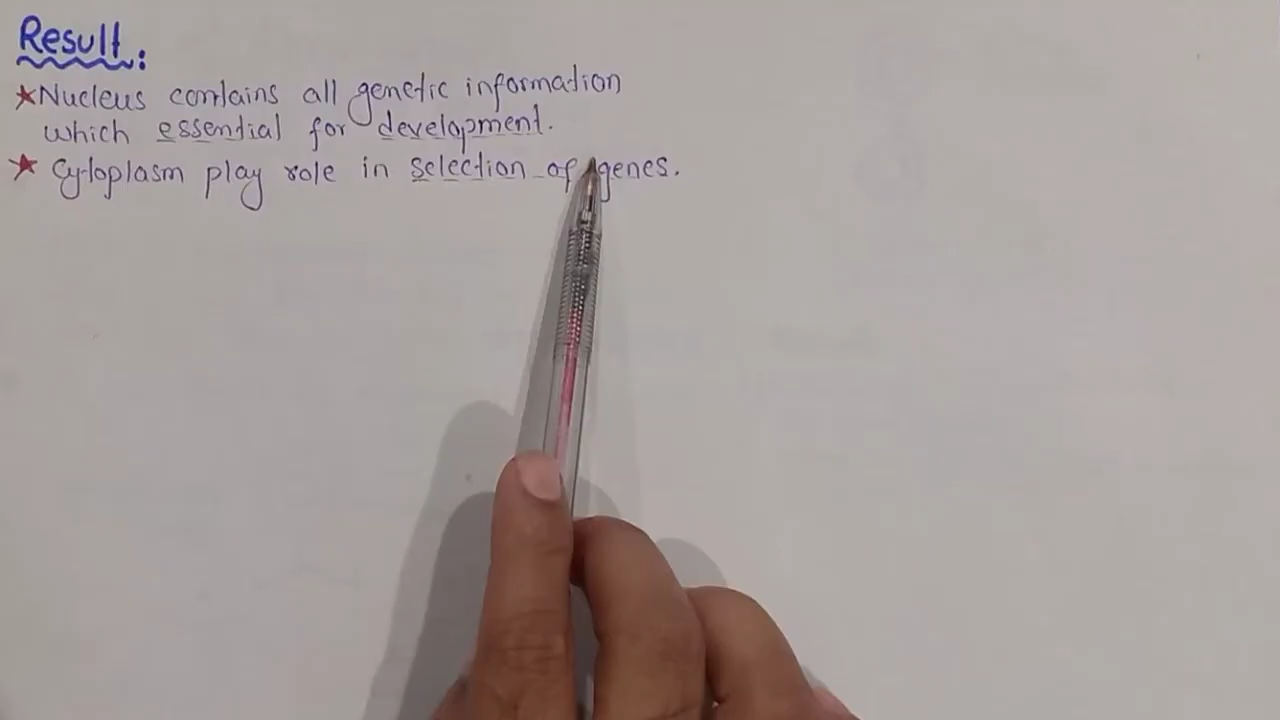 Result:
★Nucleus contains all genetic information
which essential for development.
★ Cytoplasm play role in selection of genes.